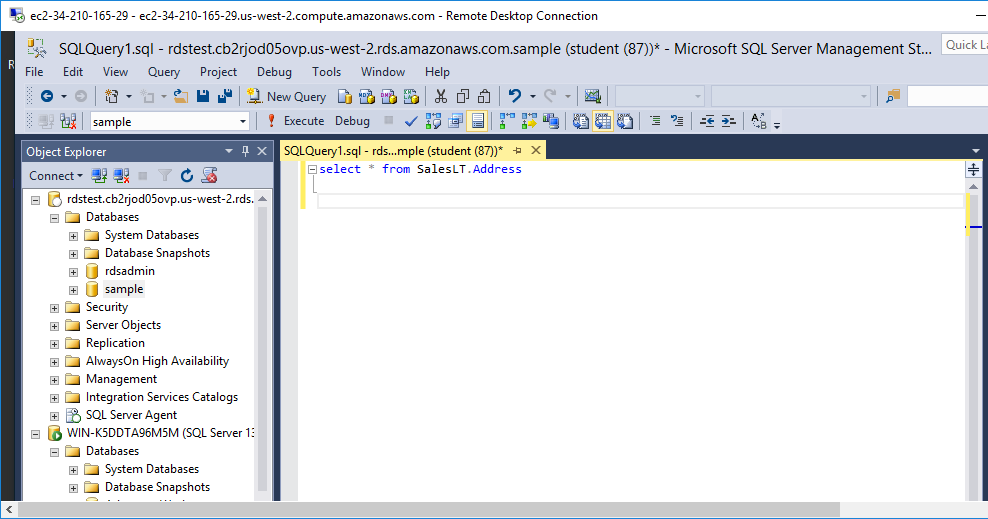 ec2-34-210-165-29 - ec2-34-210-165-29.us-west-2.compute.amazonaws.com - Remote Desktop Connection
SQLQuery1.sql - rdstest.cb2rjod05ovp.us-west-2.rds.amazonaws.com.sample (student (87))* - Microsoft SQL Server Management St...
Quick La
R
File Edit View Query Project Debug Tools Window Help
New Query
MDX DMX XMLA
sample
Execute Debug
Object Explorer
SQLQuery1.sql - rds...mple (student (87))*
Connect
select * from SalesLT.Address
rdstest.cb2rjod05ovp.us-west-2.rds.
Databases
System Databases
Database Snapshots
rdsadmin
sample
Security
Server Objects
Replication
AlwaysOn High Availability
Management
Integration Services Catalogs
SQL Server Agent
WIN-K5DDTA96M5M (SQL Server 13
Databases
System Databases
Database Snapshots